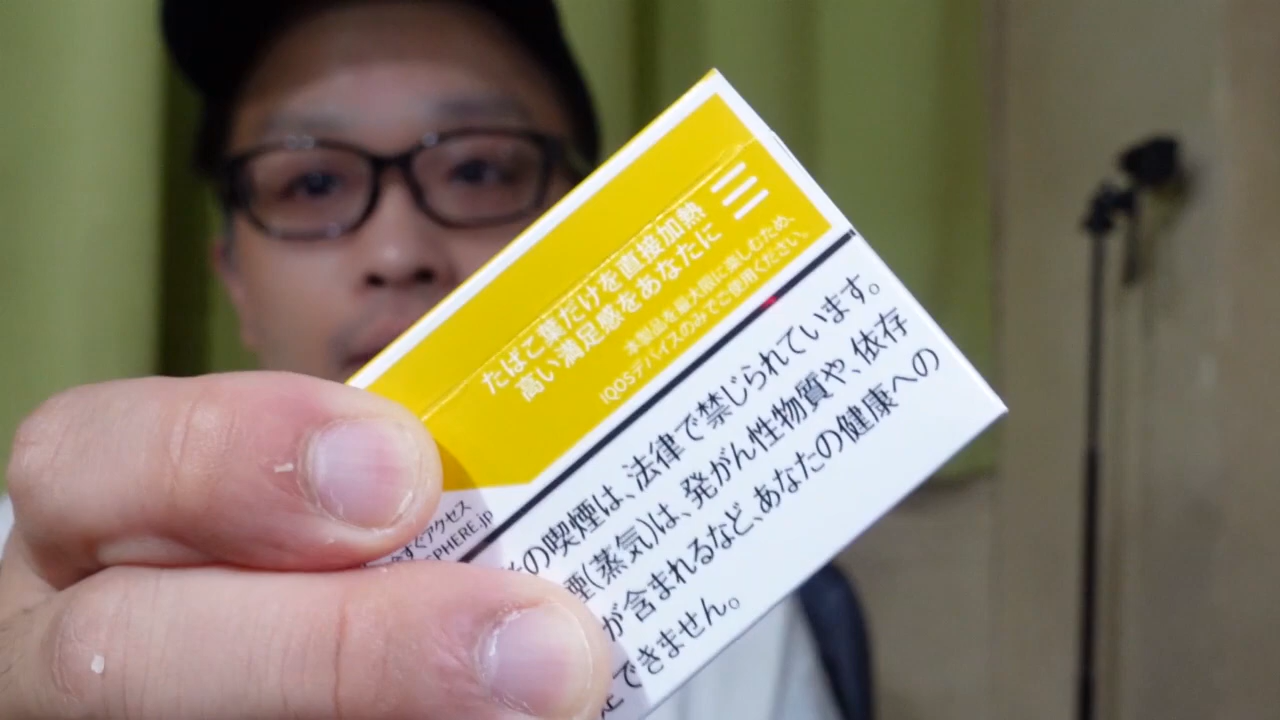 たばこ葉だけを直接加熱
高い満足感をあなたに
本製品を最大限に楽しむため、
IQOSデバイスのみでご使用ください。
今すぐアクセス
SPHERE.jp
の喫煙は、法律で禁じられています。
煙(蒸気)は、発がん性物質や、依存
が含まれるなど、あなたの健康への
できません。